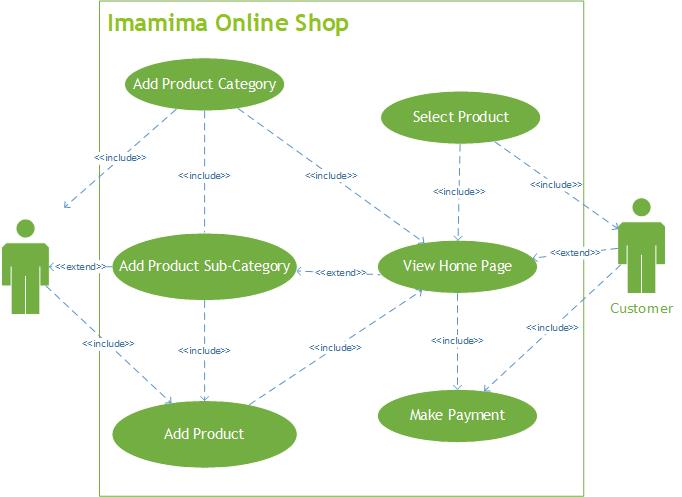 Imamima Online Shop
Add Product Category
Select Product
<<include>>
<<include>>
<<include>>
<<include>>
<<include>>
Add Product Sub-Category
View Home Page
<<extend>>
<<extend>>
<<extend>>
Customer
<<include>>
<<include>>
<<include>>
<<include>>
<<include>>
Add Product
Make Payment